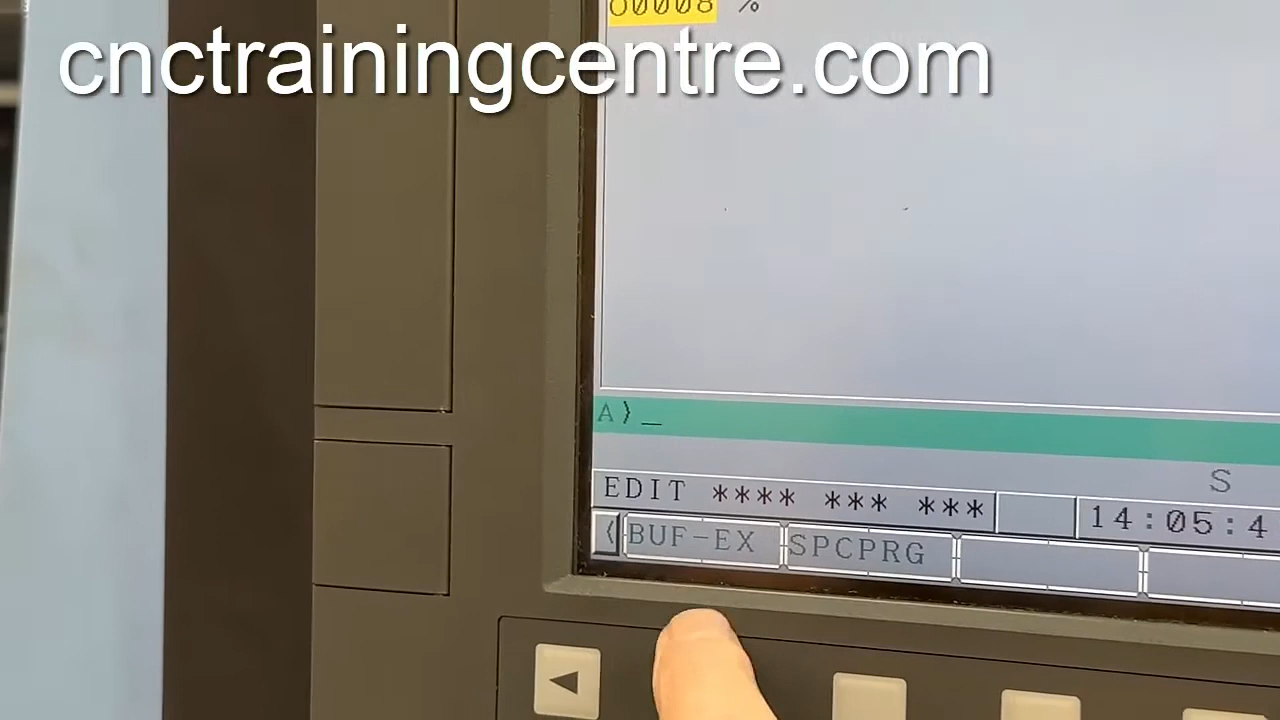 O0008 %
cnctrainingcentre.com
A>_
S
EDIT **** *** ***
14:05:4
BUF-EX SPCPRG